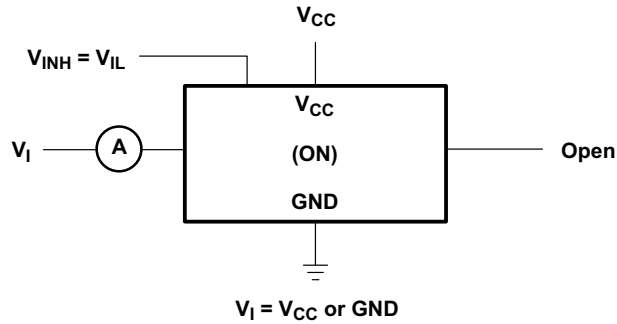 VCC
VINH = VIL
VCC
VI
A
(ON)
Open
GND
VI = VCC or GND